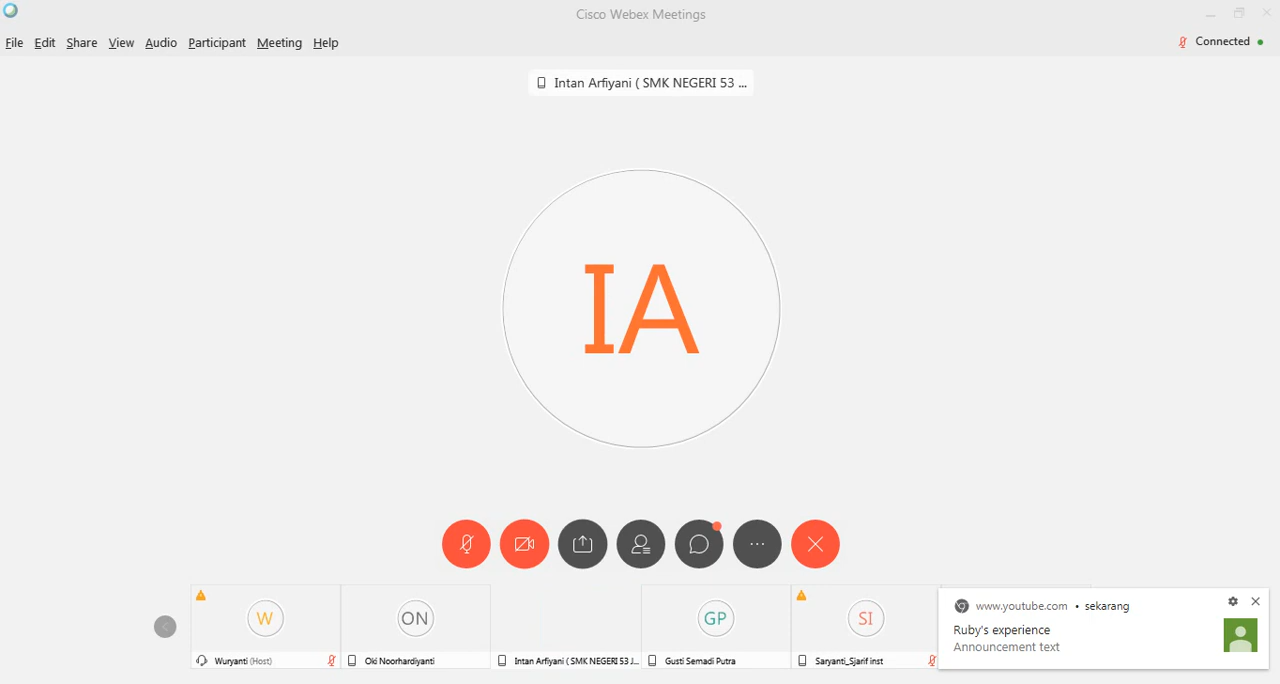 Cisco Webex Meetings
File Edit Share View Audio Participant Meeting Help
Connected
Intan Arfiyani ( SMK NEGERI 53 ...
IA
W
ON
GP
SI
Wuryanti (Host)
Oki Noorhardiyanti
Intan Arfiyani ( SMK NEGERI 53 J...
Gusti Semadi Putra
Saryanti_Sjarif inst
www.youtube.com • sekarang
Ruby's experience
Announcement text